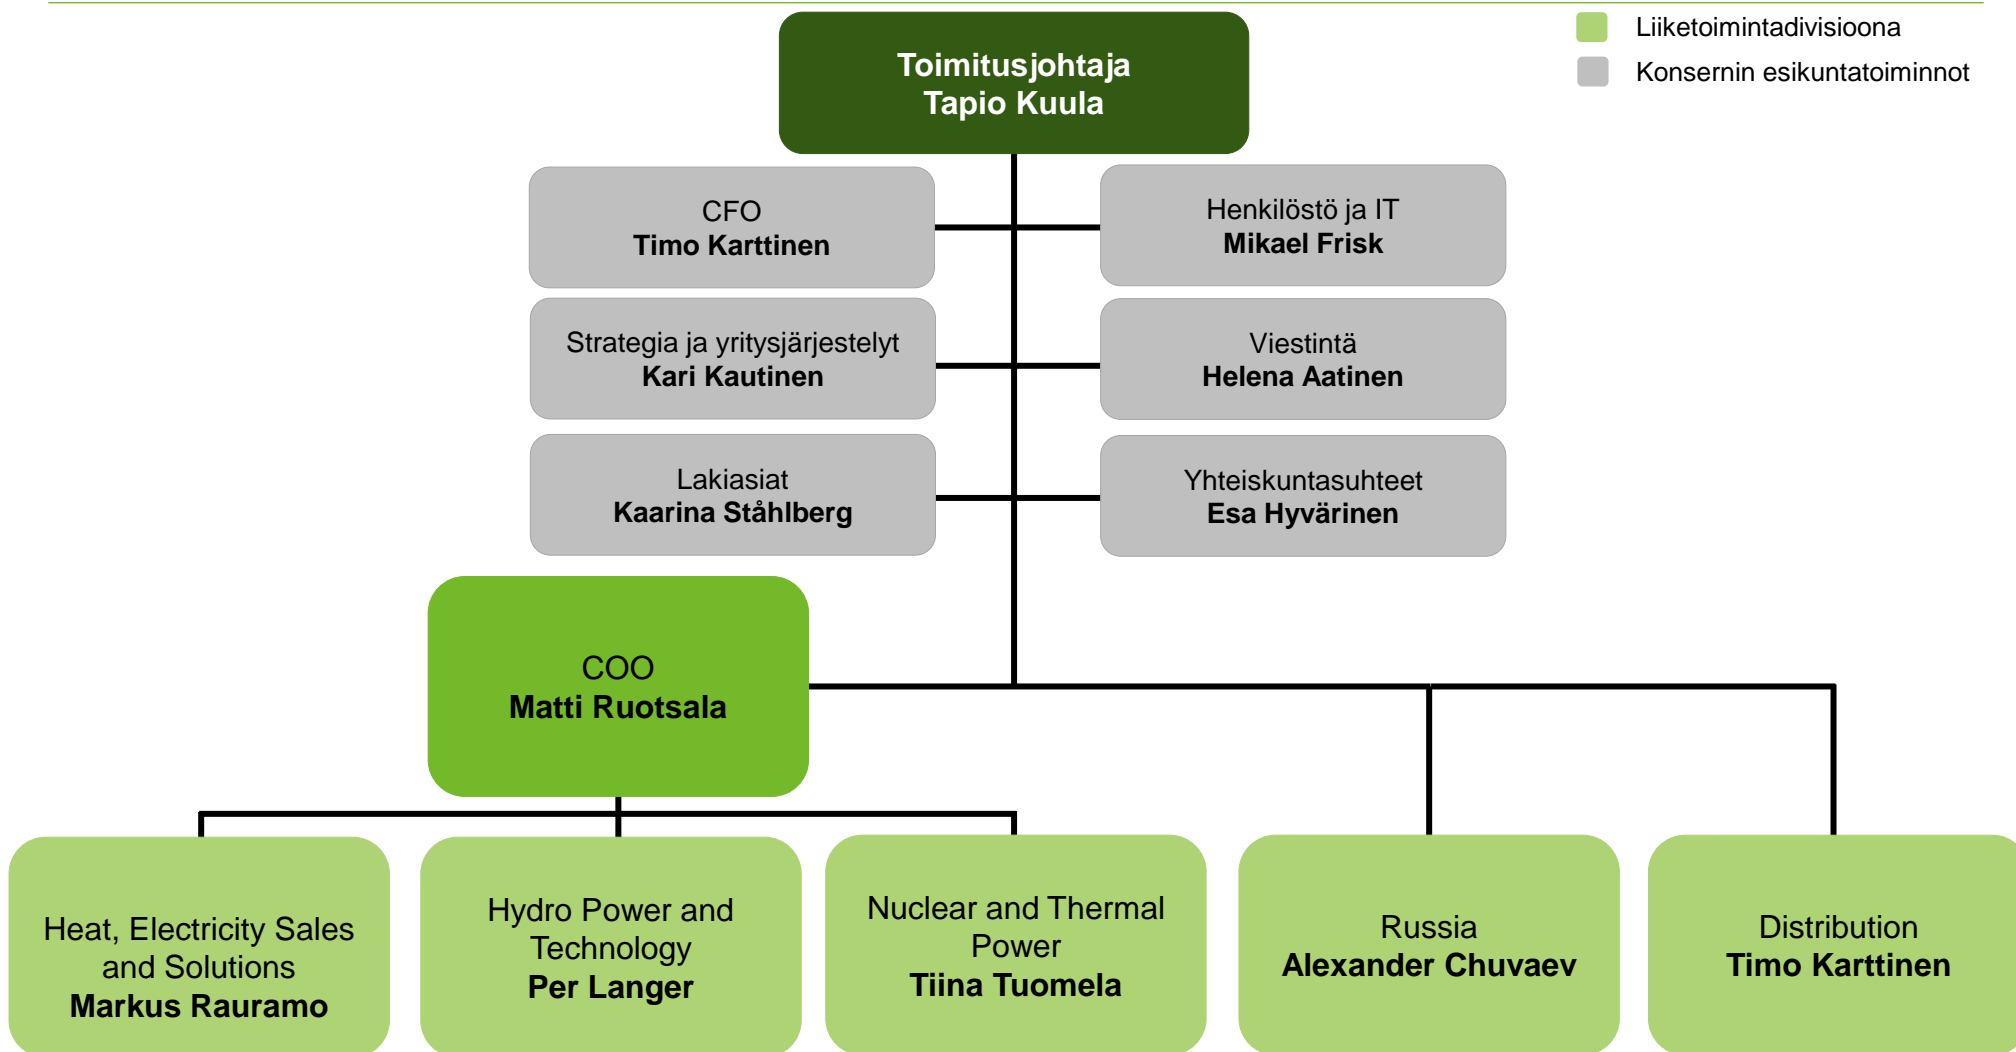 Liiketoimintadivisioona
Konsernin esikuntatoiminnot
Toimitusjohtaja
Tapio Kuula
CFO
Timo Karttinen
Henkilöstö ja IT
Mikael Frisk
Strategia ja yritysjärjestelyt
Kari Kautinen
Viestintä
Helena Aatinen
Lakiasiat
Kaarina Ståhlberg
Yhteiskuntasuhteet
Esa Hyvärinen
COO
Matti Ruotsala
Heat, Electricity Sales
and Solutions
Markus Rauramo
Hydro Power and
Technology
Per Langer
Nuclear and Thermal
Power
Tiina Tuomela
Russia
Alexander Chuvaev
Distribution
Timo Karttinen